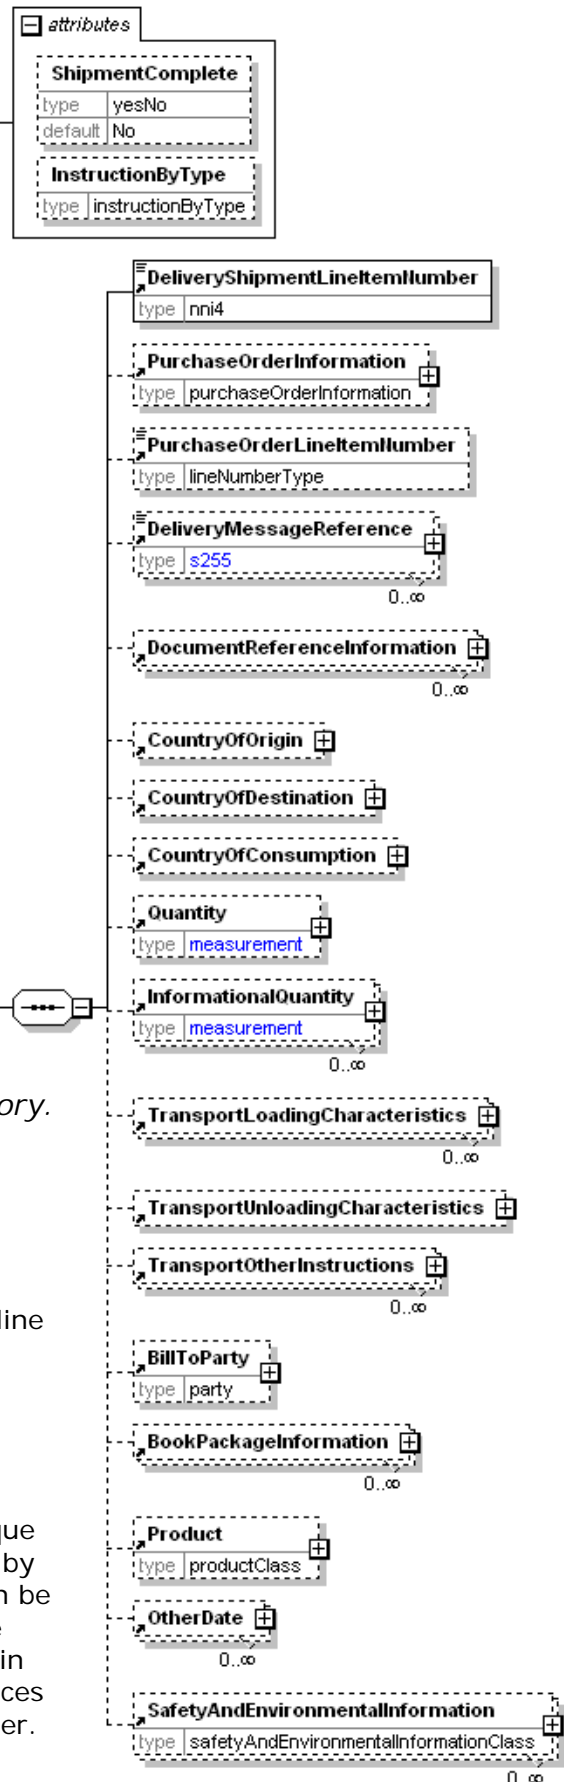 attributes
ShipmentComplete
type yesNo
default No
InstructionByType
type instructionByType
DeliveryShipmentLineItemNumber
type nni4
PurchaseOrderInformation
type purchaseOrderInformation
PurchaseOrderLineItemNumber
type lineNumberType
DeliveryMessageReference
type s255
0..∞
DocumentReferenceInformation
0..∞
CountryOfOrigin
CountryOfDestination
CountryOfConsumption
Quantity
type measurement
InformationalQuantity
type measurement
0..∞
ory.
TransportLoadingCharacteristics
0..∞
TransportUnloadingCharacteristics
TransportOtherInstructions
0..∞
line
BillToParty
type party
BookPackageInformation
0..∞
que
Product
by
type productClass
n be
OtherDate
e
in
0..∞
ces
SafetyAndEnvironmentalInformation
er.
type safetyAndEnvironmentalInformationClass
0..∞